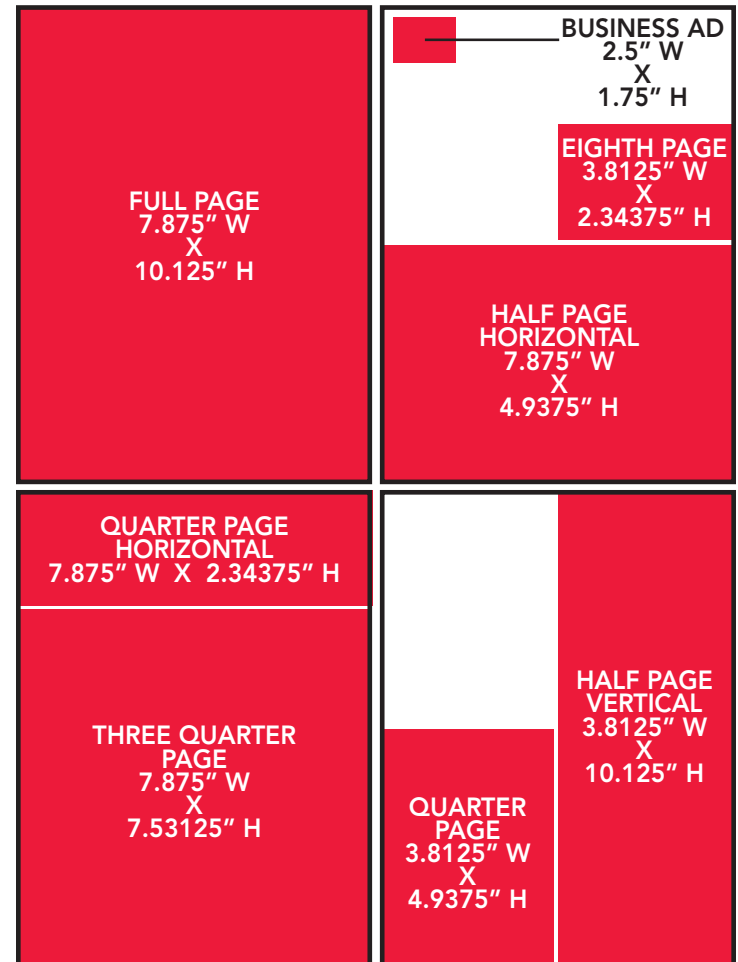 FULL PAGE
7.875” W
X
10.125” H
BUSINESS AD
2.5” W
X
1.75” H
EIGHTH PAGE
3.8125” W
X
2.34375” H
HALF PAGE
HORIZONTAL
7.875” W
X
4.9375” H
QUARTER PAGE
HORIZONTAL
7.875” W X 2.34375” H
THREE QUARTER
PAGE
7.875” W
X
7.53125” H
QUARTER
PAGE
3.8125” W
X
4.9375” H
HALF PAGE
VERTICAL
3.8125” W
X
10.125” H